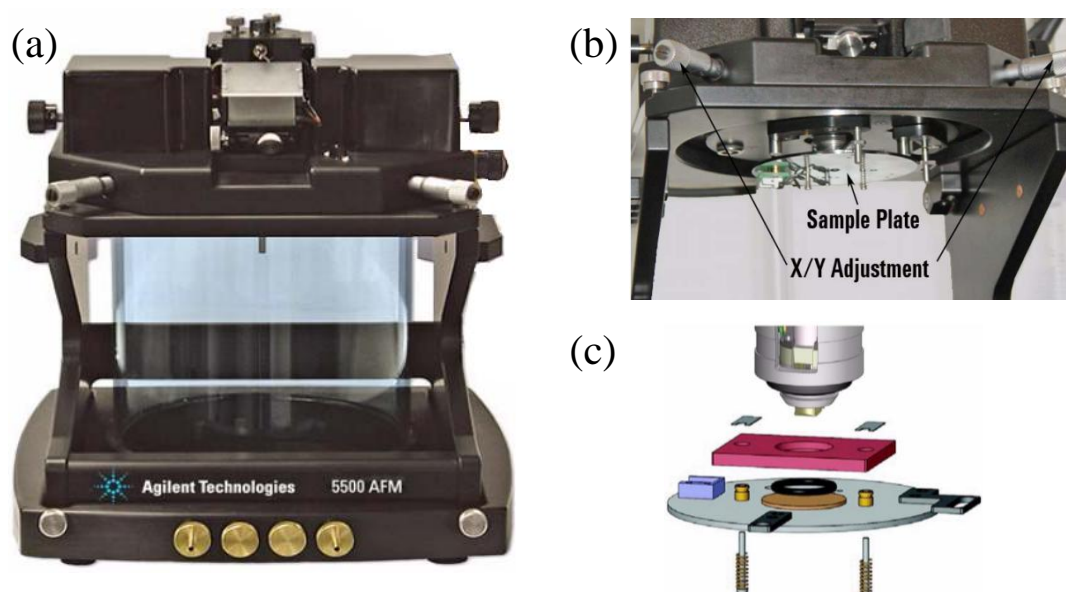 (a)
Agilent Technologies 5500 AFM
(b)
Sample Plate
X/Y Adjustment
(c)